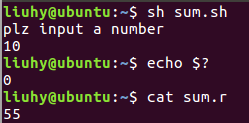 liuhy@ubuntu:~$ sh sum.sh
plz input a number
10
liuhy@ubuntu:~$ echo $?
0
liuhy@ubuntu:~$ cat sum.r
55